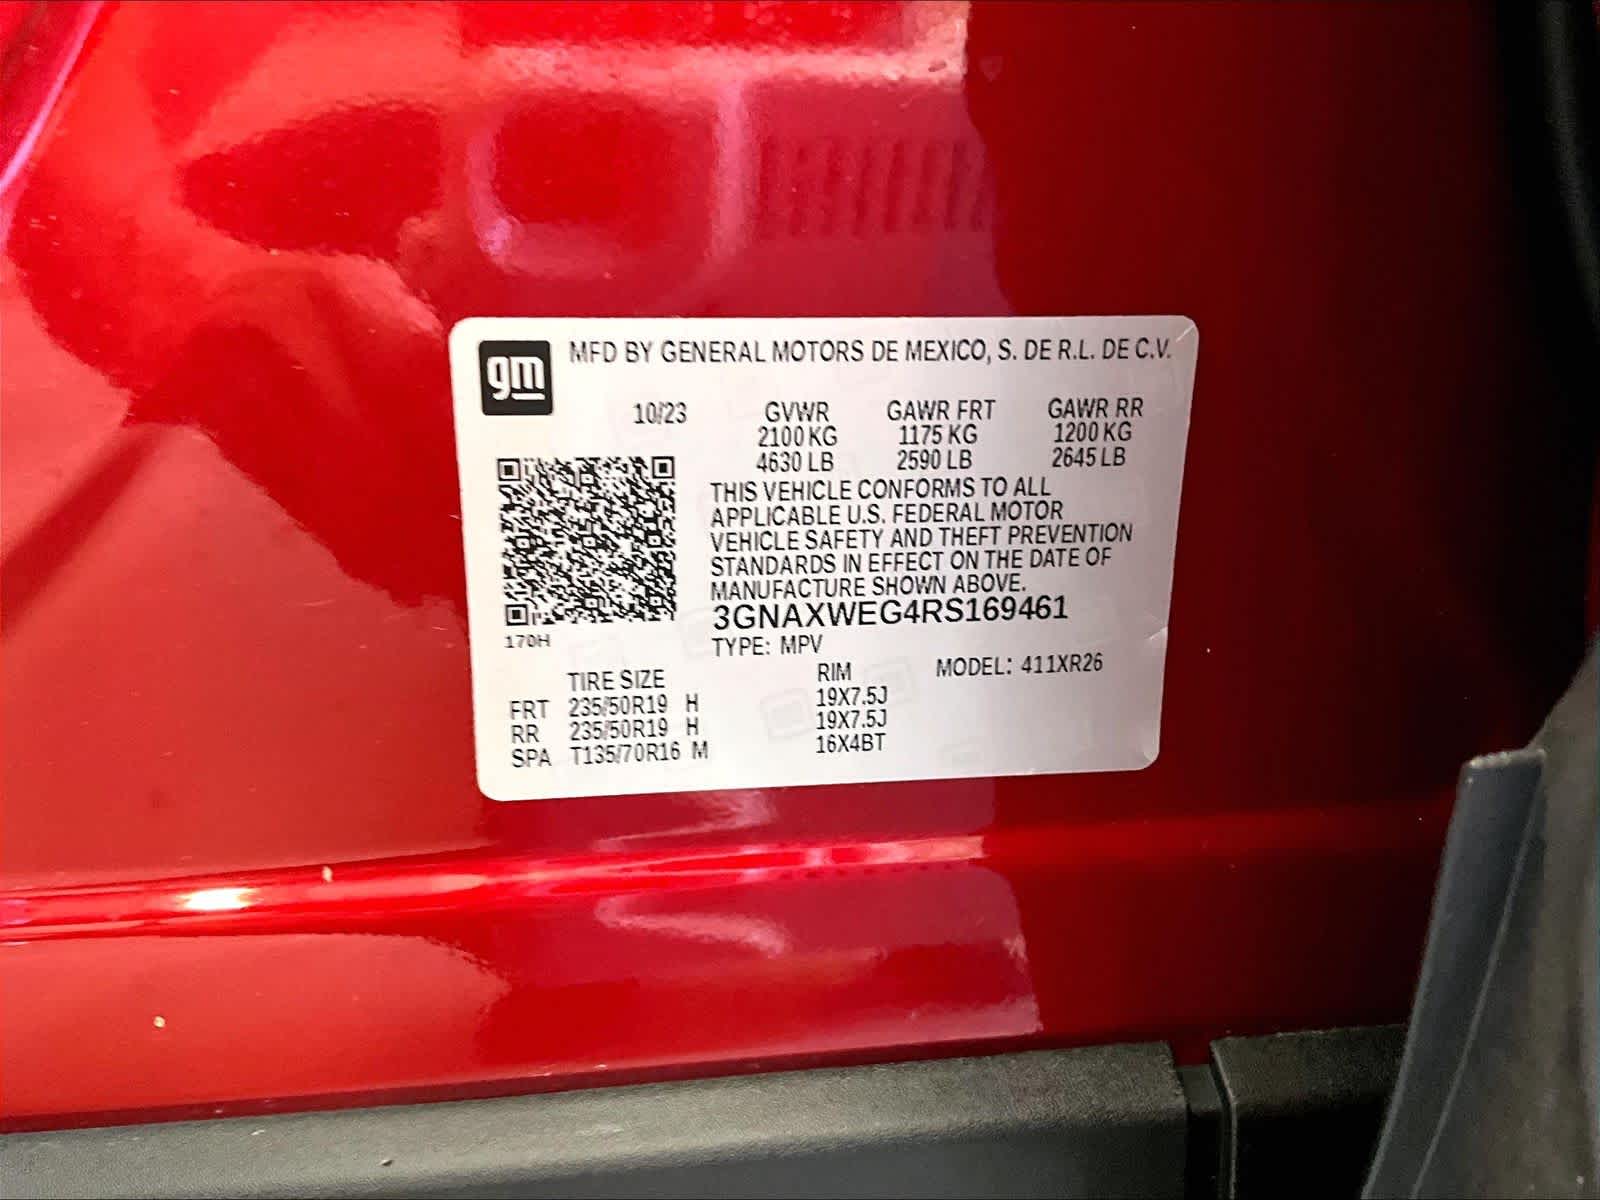 gm
MFD BY GENERAL MOTORS DE MEXICO, S. DE R.L. DE C.V.
10/23 GVWR GAWR FRT GAWR RR
2100 KG 1175 KG 1200 KG
4630 LB 2590 LB 2645 LB
THIS VEHICLE CONFORMS TO ALL
APPLICABLE U.S. FEDERAL MOTOR
VEHICLE SAFETY AND THEFT PREVENTION
STANDARDS IN EFFECT ON THE DATE OF
MANUFACTURE SHOWN ABOVE.
3GNAXWEG4RS169461
170H
TYPE: MPV
MODEL: 411XR26
TIRE SIZE RIM
FRT 235/50R19 H 19X7.5J
RR 235/50R19 H 19X7.5J
SPA T135/70R16 M 16X4BT